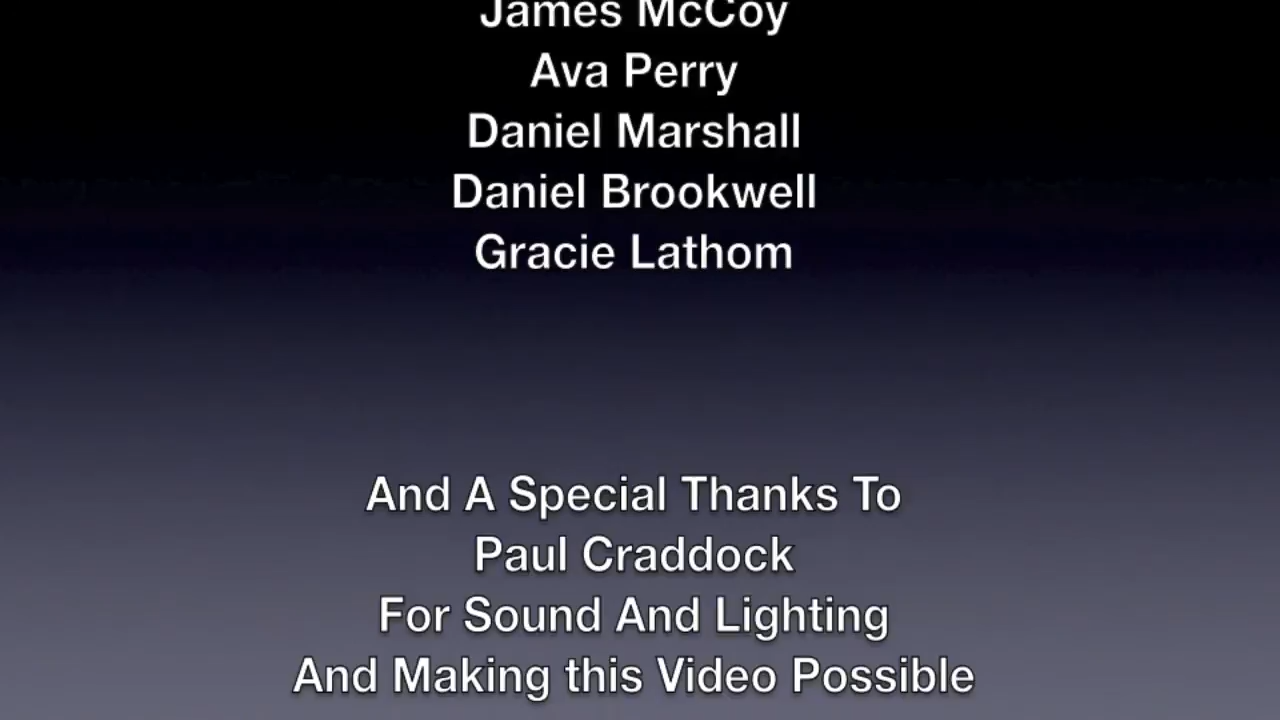 James McCoy
Ava Perry
Daniel Marshall
Daniel Brookwell
Gracie Lathom
And A Special Thanks To
Paul Craddock
For Sound And Lighting
And Making this Video Possible